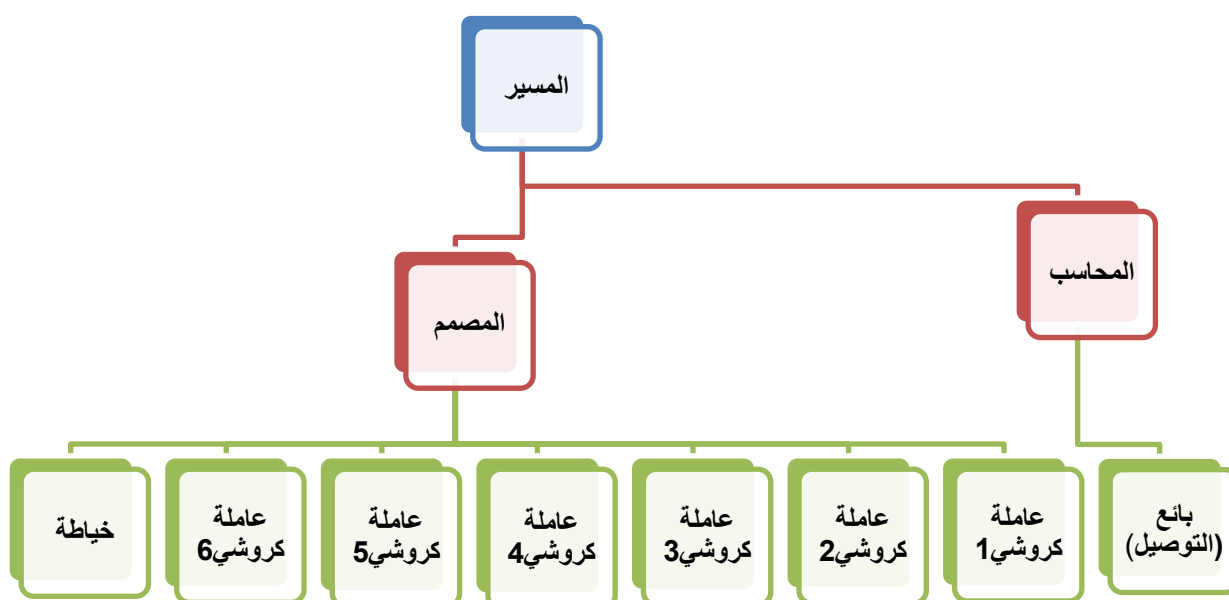 المسير
المحاسب
المصمم
بائع
(التوصيل)
عاملة
كروشي1
عاملة
كروشي2
عاملة
كروشي3
عاملة
كروشي4
عاملة
كروشي5
عاملة
كروشي6
خياطة